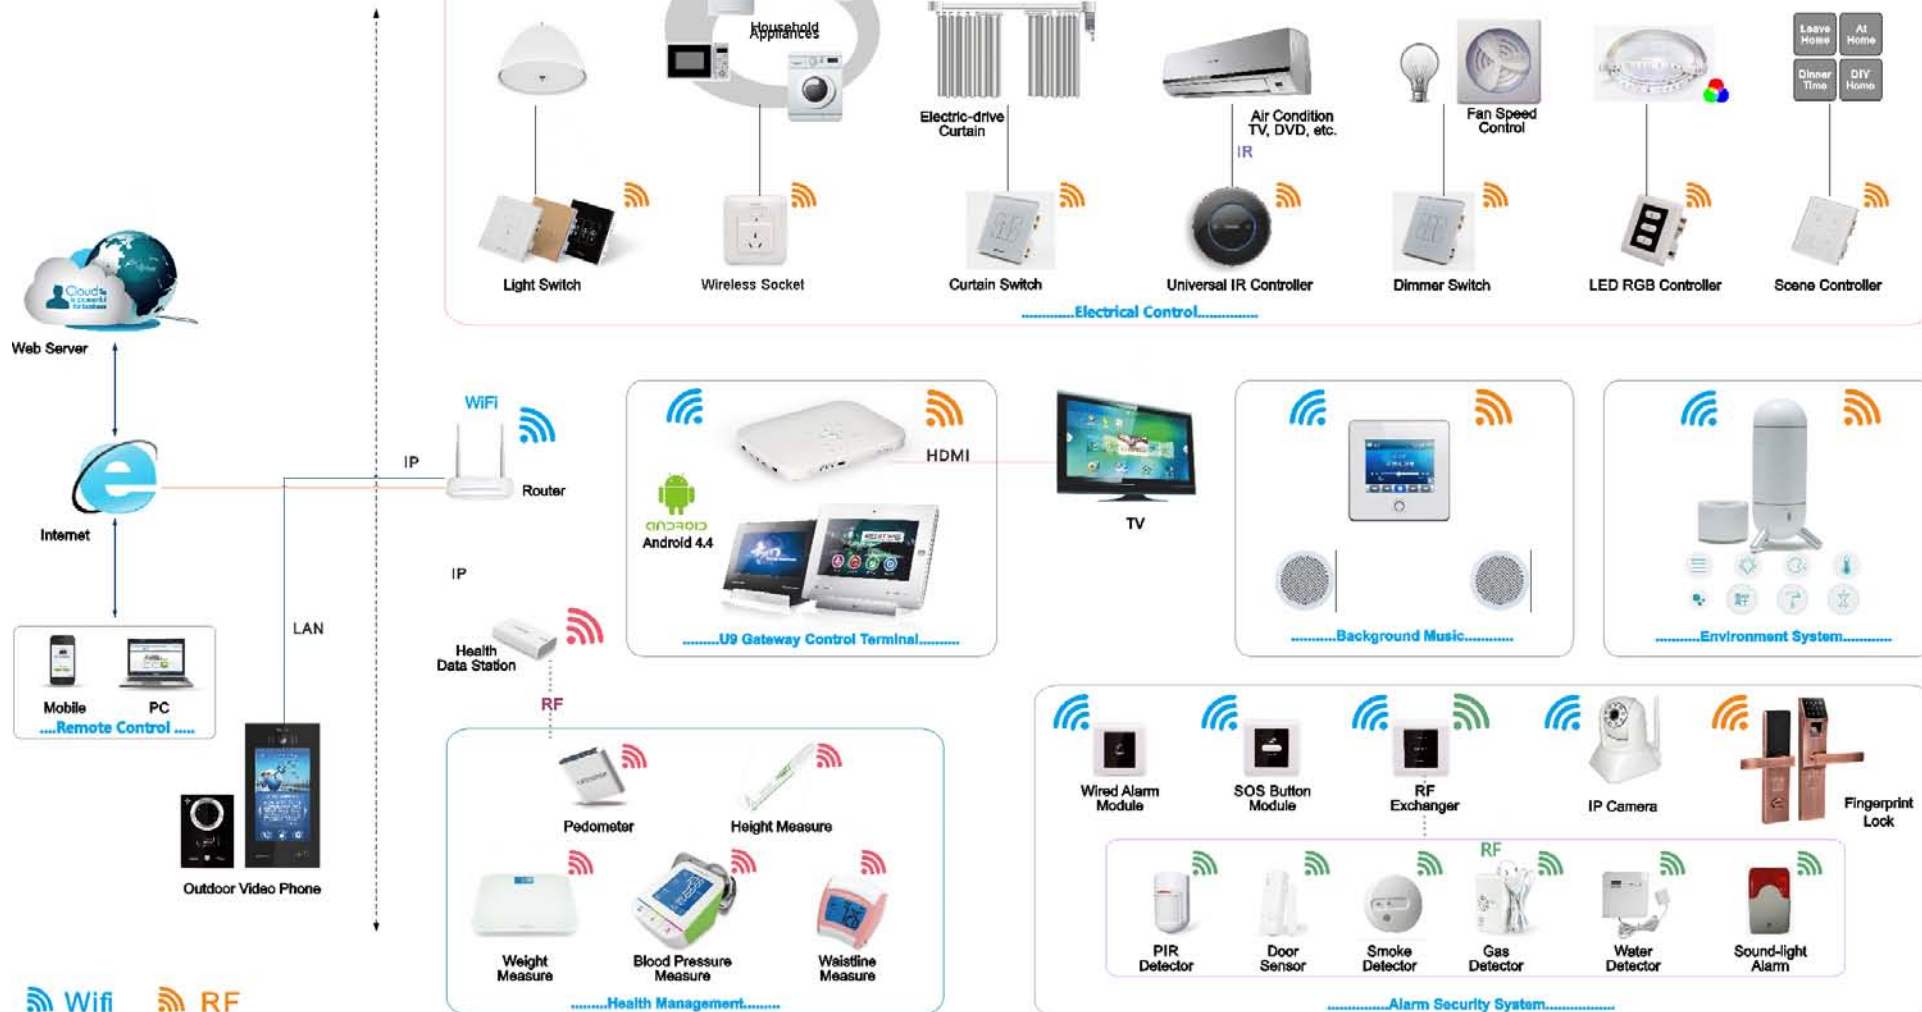 Household
Appliances
Electric-drive
Curtain
Air Condition
TV, DVD, etc.
IR
Fan Speed
Control
Leave
Home
At
Home
Dinner
Time
DIY
Home
Light Switch
Wireless Socket
Curtain Switch
Universal IR Controller
Dimmer Switch
LED RGB Controller
Scene Controller
.............Electrical Control...............
Clouds
is powerful
for business
Web Server
Internet
IP
LAN
WiFi
Router
IP
Health
Data Station
RF
HDMI
ANDROID
Android 4.4
.........U9 Gateway Control Terminal..........
TV
...........Background Music............
...........Environment System............
Mobile
PC
....Remote Control .....
Outdoor Video Phone
Pedometer
Height Measure
Weight
Measure
Blood Pressure
Measure
Waistline
Measure
.........Health Management.........
Wired Alarm
Module
SOS Button
Module
RF
Exchanger
IP Camera
Fingerprint
Lock
RF
PIR
Detector
Door
Sensor
Smoke
Detector
Gas
Detector
Water
Detector
Sound-light
Alarm
...............Alarm Security System.................
Wifi
RF